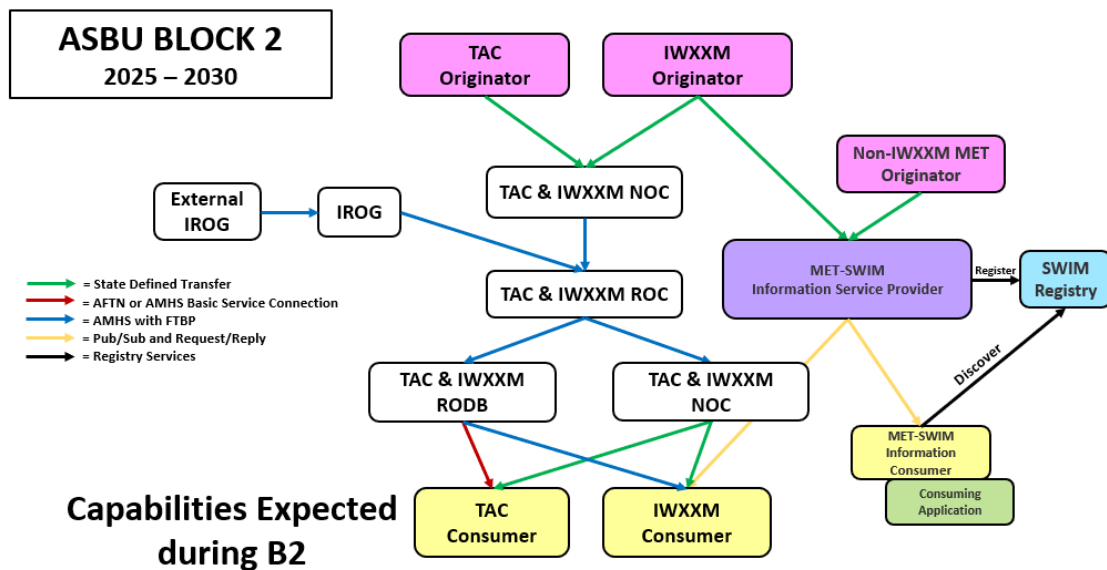 ASBU BLOCK 2
2025 – 2030
TAC
Originator
IWXXM
Originator
Non-IWXXM MET
Originator
TAC & IWXXM NOC
External
IROG
IROG
MET-SWIM
Information Service Provider
Register
SWIM
Registry
= State Defined Transfer
= AFTN or AMHS Basic Service Connection
= AMHS with FTBP
= Pub/Sub and Request/Reply
= Registry Services
TAC & IWXXM ROC
TAC & IWXXM
RODB
TAC & IWXXM
NOC
Discover
MET-SWIM
Information
Consumer
Consuming
Application
TAC
Consumer
IWXXM
Consumer
Capabilities Expected
during B2